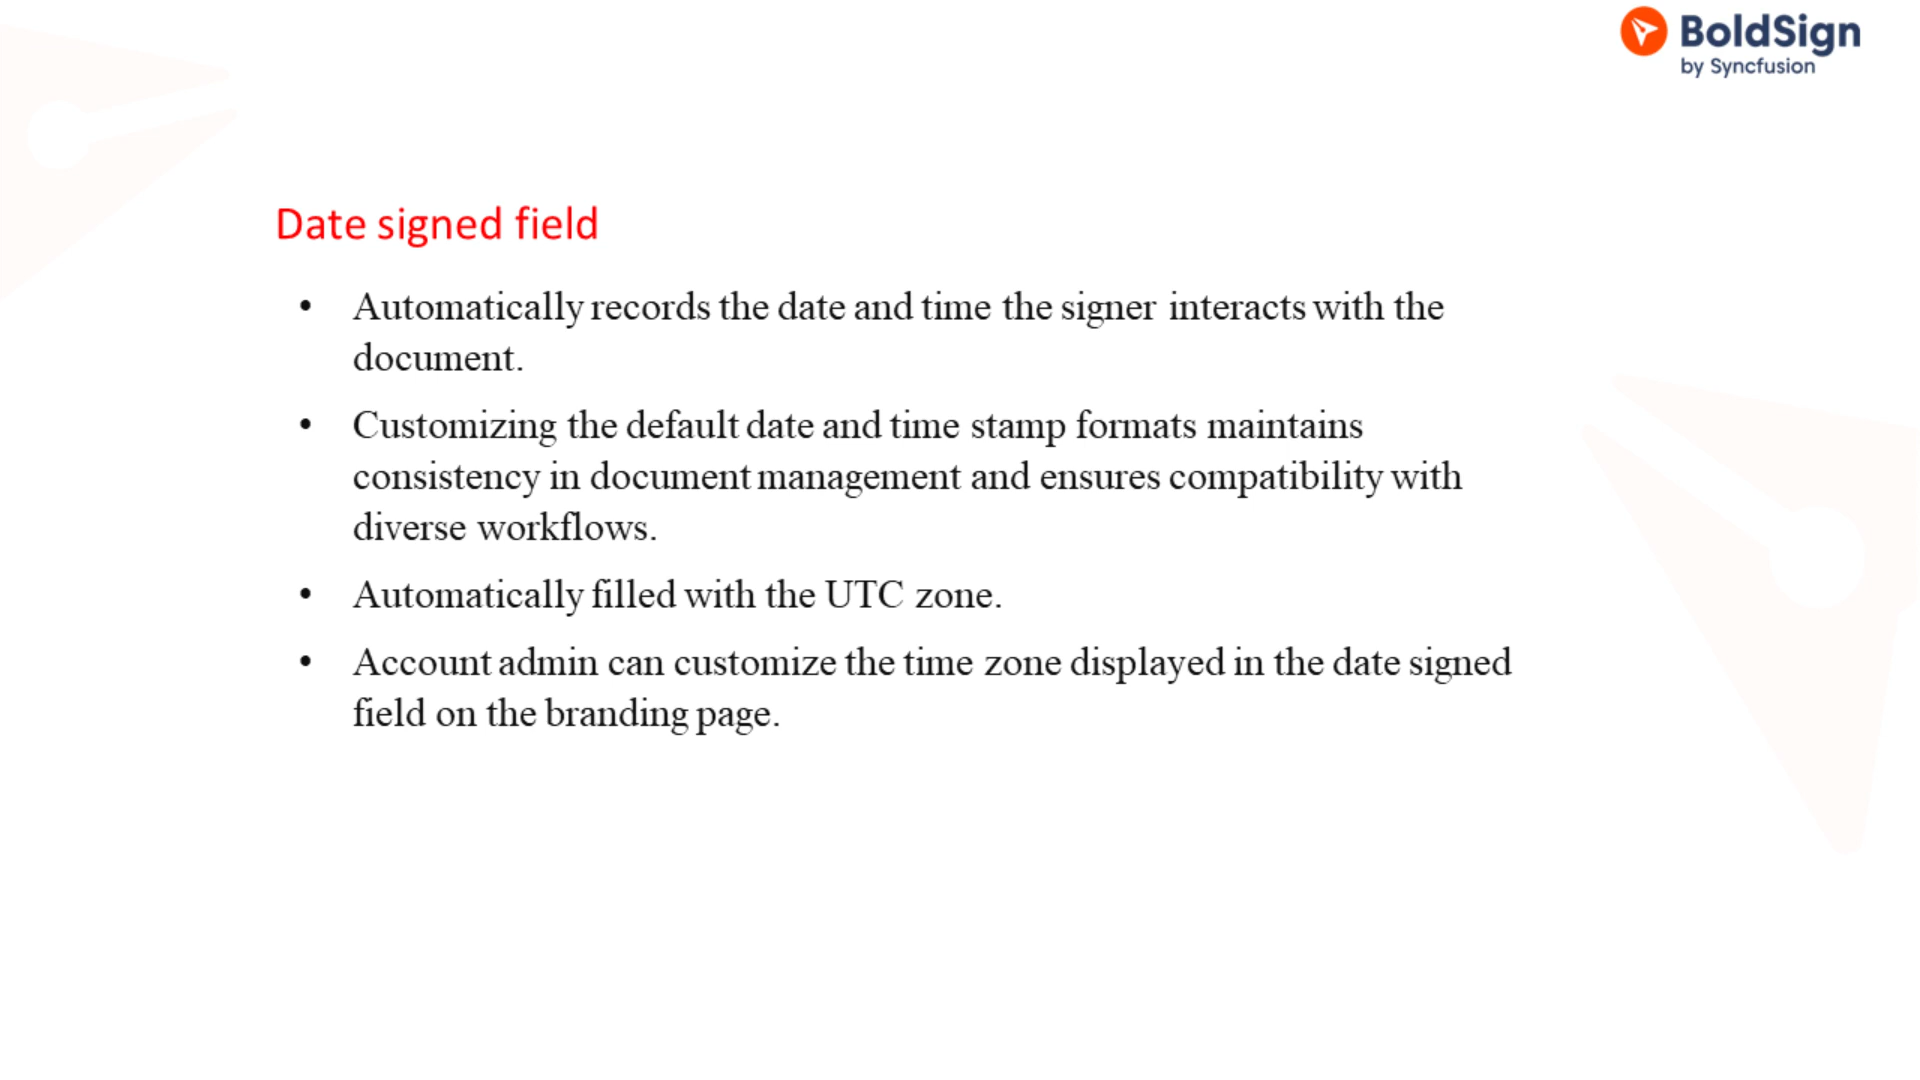 BoldSign
by Syncfusion
Date signed field
• Automatically records the date and time the signer interacts with the
document.
• Customizing the default date and time stamp formats maintains
consistency in document management and ensures compatibility with
diverse workflows.
• Automatically filled with the UTC zone.
• Account admin can customize the time zone displayed in the date signed
field on the branding page.